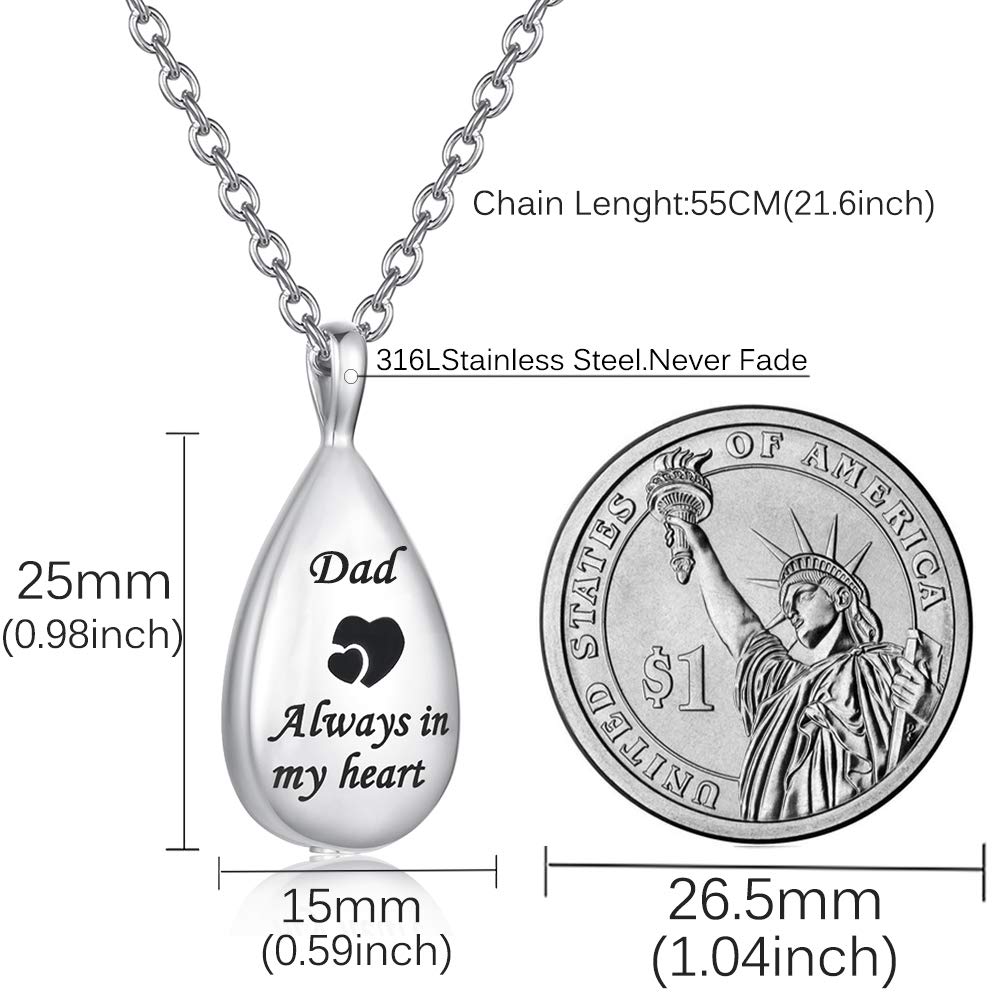 Chain Lenght:55CM(21.6inch)
316LStainless Steel.Never Fade
25mm
(0.98inch)
Dad
Always in
my heart
UNITED STATES OF AMERICA
$1
15mm
(0.59inch)
26.5mm
(1.04inch)